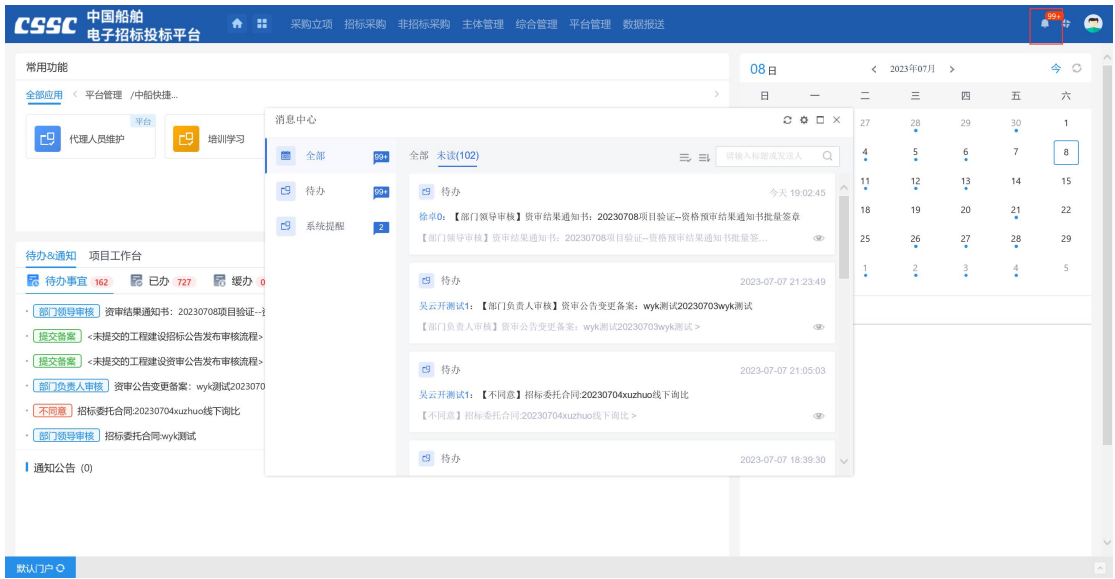 CSSC 中国船舶
电子招标投标平台
采购立项 招标采购 非招标采购 主体管理 综合管理 平台管理 数据报送
99+
常用功能
全部应用 < 平台管理 /中船快捷... >
平台
代理人员维护
培训学习
待办&通知 项目工作台
待办事宜 162 已办 727 缓办 0
部门领导审核 资审结果通知书：20230708项目验证--资
提交备案 <未提交的工程建设招标公告发布审核流程>
提交备案 <未提交的工程建设资审公告发布审核流程>
部门负责人审核 资审公告变更备案：wyk测试2023070
不同意 招标委托合同:20230704xuzhuo线下询比
部门领导审核 招标委托合同:wyk测试
通知公告 (0)
消息中心
全部 99+
待办 99+
系统提醒 2
全部 未读(102)
请输入标题或发送人
待办 今天 19:02:45
徐卓0：【部门领导审核】资审结果通知书：20230708项目验证--资格预审结果通知书批量签章
【部门领导审核】资审结果通知书：20230708项目验证--资格预审结果通知书批量签...
待办 2023-07-07 21:23:49
吴云开测试1：【部门负责人审核】资审公告变更备案：wyk测试20230703wyk测试
【部门负责人审核】资审公告变更备案：wyk测试20230703wyk测试 >
待办 2023-07-07 21:05:03
吴云开测试1：【不同意】招标委托合同:20230704xuzhuo线下询比
【不同意】招标委托合同:20230704xuzhuo线下询比 >
待办 2023-07-07 18:39:30
08日 < 2023年07月 > 今
日 一 二 三 四 五 六
27 28 29 30 1
4 5 6 7 8
11 12 13 14 15
18 19 20 21 22
25 26 27 28 29
1 2 3 4 5
默认门户